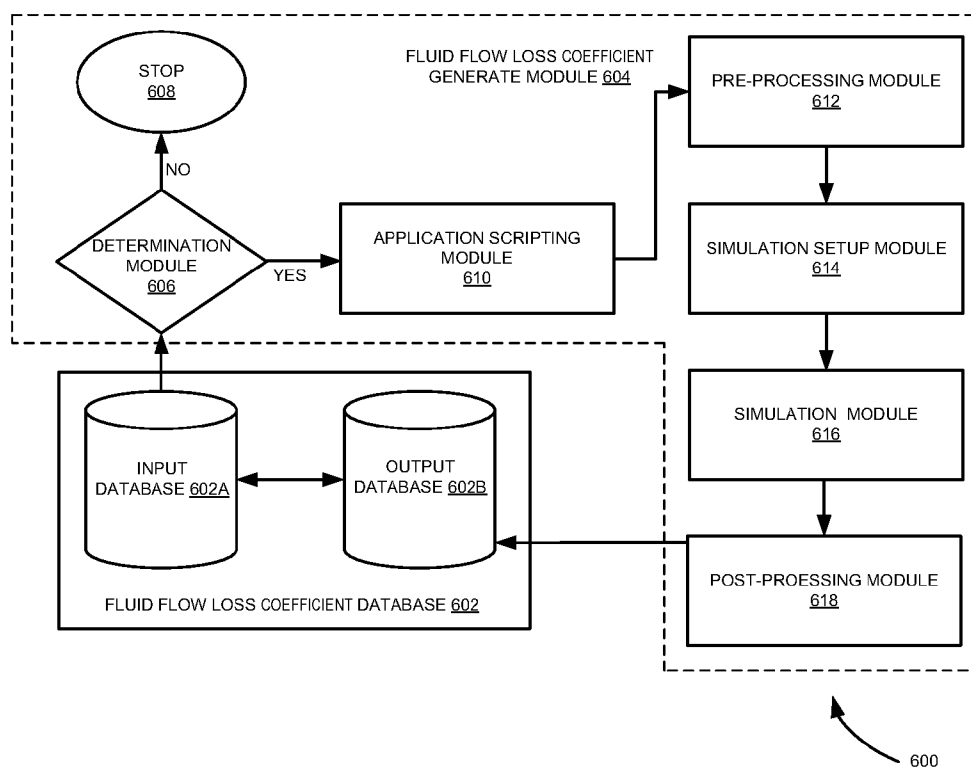 STOP
608
FLUID FLOW LOSS COEFFICIENT
GENERATE MODULE 604
PRE-PROCESSING MODULE
612
NO
DETERMINATION
MODULE
606
YES
APPLICATION SCRIPTING
MODULE
610
SIMULATION SETUP MODULE
614
SIMULATION MODULE
616
INPUT
DATABASE 602A
OUTPUT
DATABASE 602B
FLUID FLOW LOSS COEFFICIENT DATABASE 602
POST-PROESSING MODULE
618
600